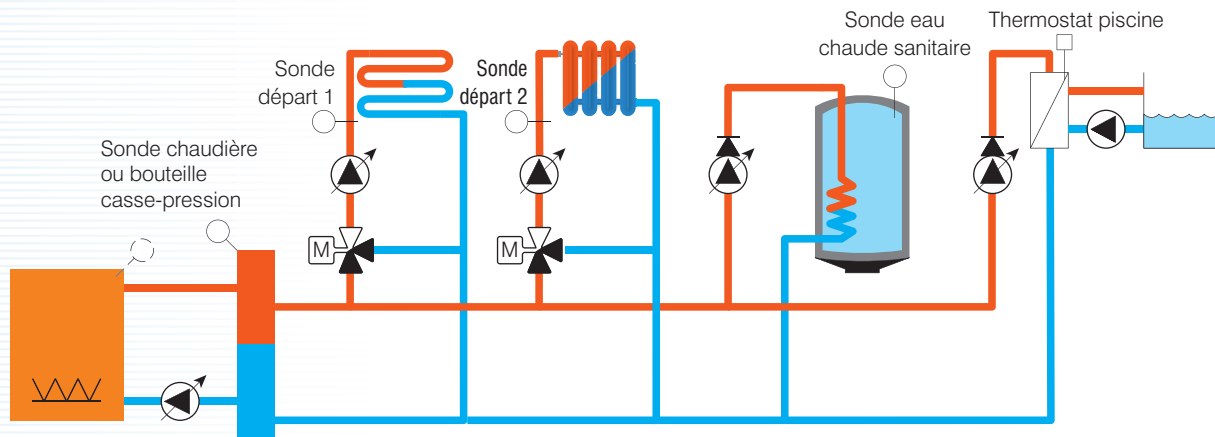 Sonde eau
chaude sanitaire
Thermostat piscine
Sonde
départ 1
Sonde
départ 2
Sonde chaudière
ou bouteille
casse-pression
M
M